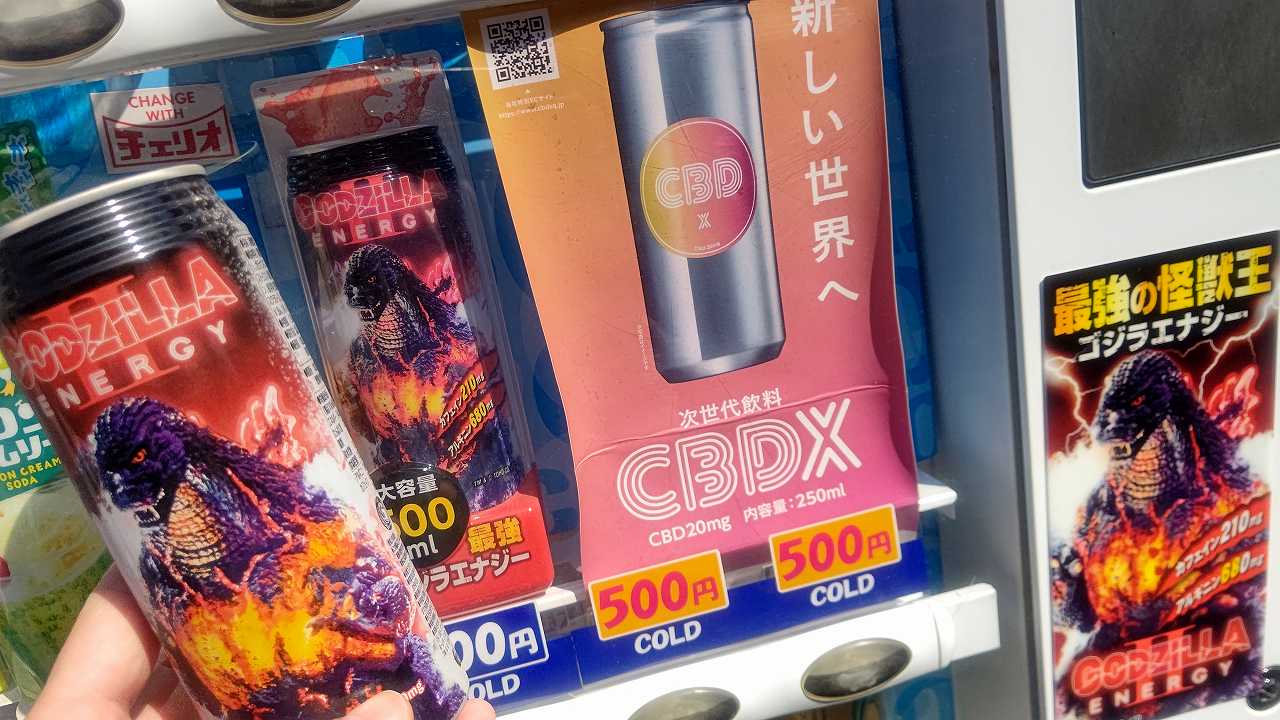 CHANGE
WITH
チェリオ
GODZILLA
ENERGY
GODZILLA
ENERGY
カフェイン210mg
アルギニン680mg
大容量
500
ml
最強
ゴジラエナジー
00円
COLD
ON CREAM
SODA
新しい世界へ
CBD
X
次世代飲料
CBDX
CBD20mg 内容量:250ml
500円
COLD
500円
COLD
最強の怪獣王
ゴジラエナジー
カフェイン210mg
アルギニン680mg
GODZILLA
ENERGY